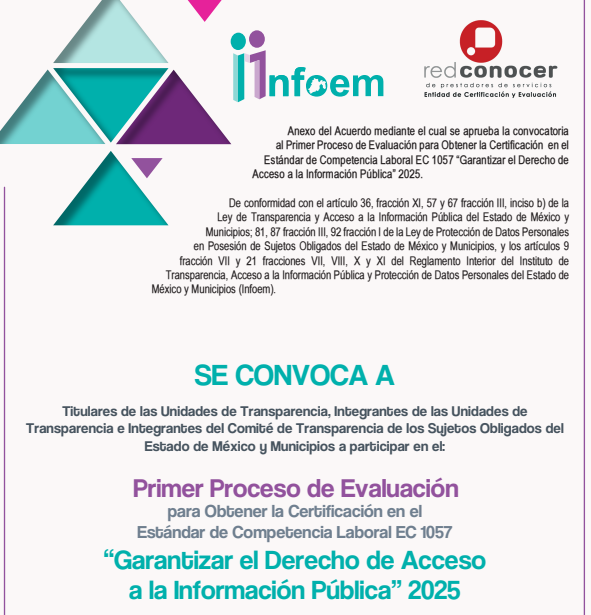 infoem
red conocer
de prestadores de servicios
Entidad de Certificación y Evaluación
Anexo del Acuerdo mediante el cual se aprueba la convocatoria
al Primer Proceso de Evaluación para Obtener la Certificación en el
Estándar de Competencia Laboral EC 1057 “Garantizar el Derecho de
Acceso a la Información Pública” 2025.
De conformidad con el artículo 36, fracción XI, 57 y 67 fracción III, inciso b) de la
Ley de Transparencia y Acceso a la Información Pública del Estado de México y
Municipios; 81, 87 fracción III, 92 fracción I de la Ley de Protección de Datos Personales
en Posesión de Sujetos Obligados del Estado de México y Municipios, y los artículos 9
fracción VII y 21 fracciones VII, VIII, X y XI del Reglamento Interior del Instituto de
Transparencia, Acceso a la Información Pública y Protección de Datos Personales del Estado de
México y Municipios (Infoem).
SE CONVOCA A
Titulares de las Unidades de Transparencia, Integrantes de las Unidades de
Transparencia e Integrantes del Comité de Transparencia de los Sujetos Obligados del
Estado de México y Municipios a participar en el:
Primer Proceso de Evaluación
para Obtener la Certificación en el
Estándar de Competencia Laboral EC 1057
“Garantizar el Derecho de Acceso
a la Información Pública” 2025